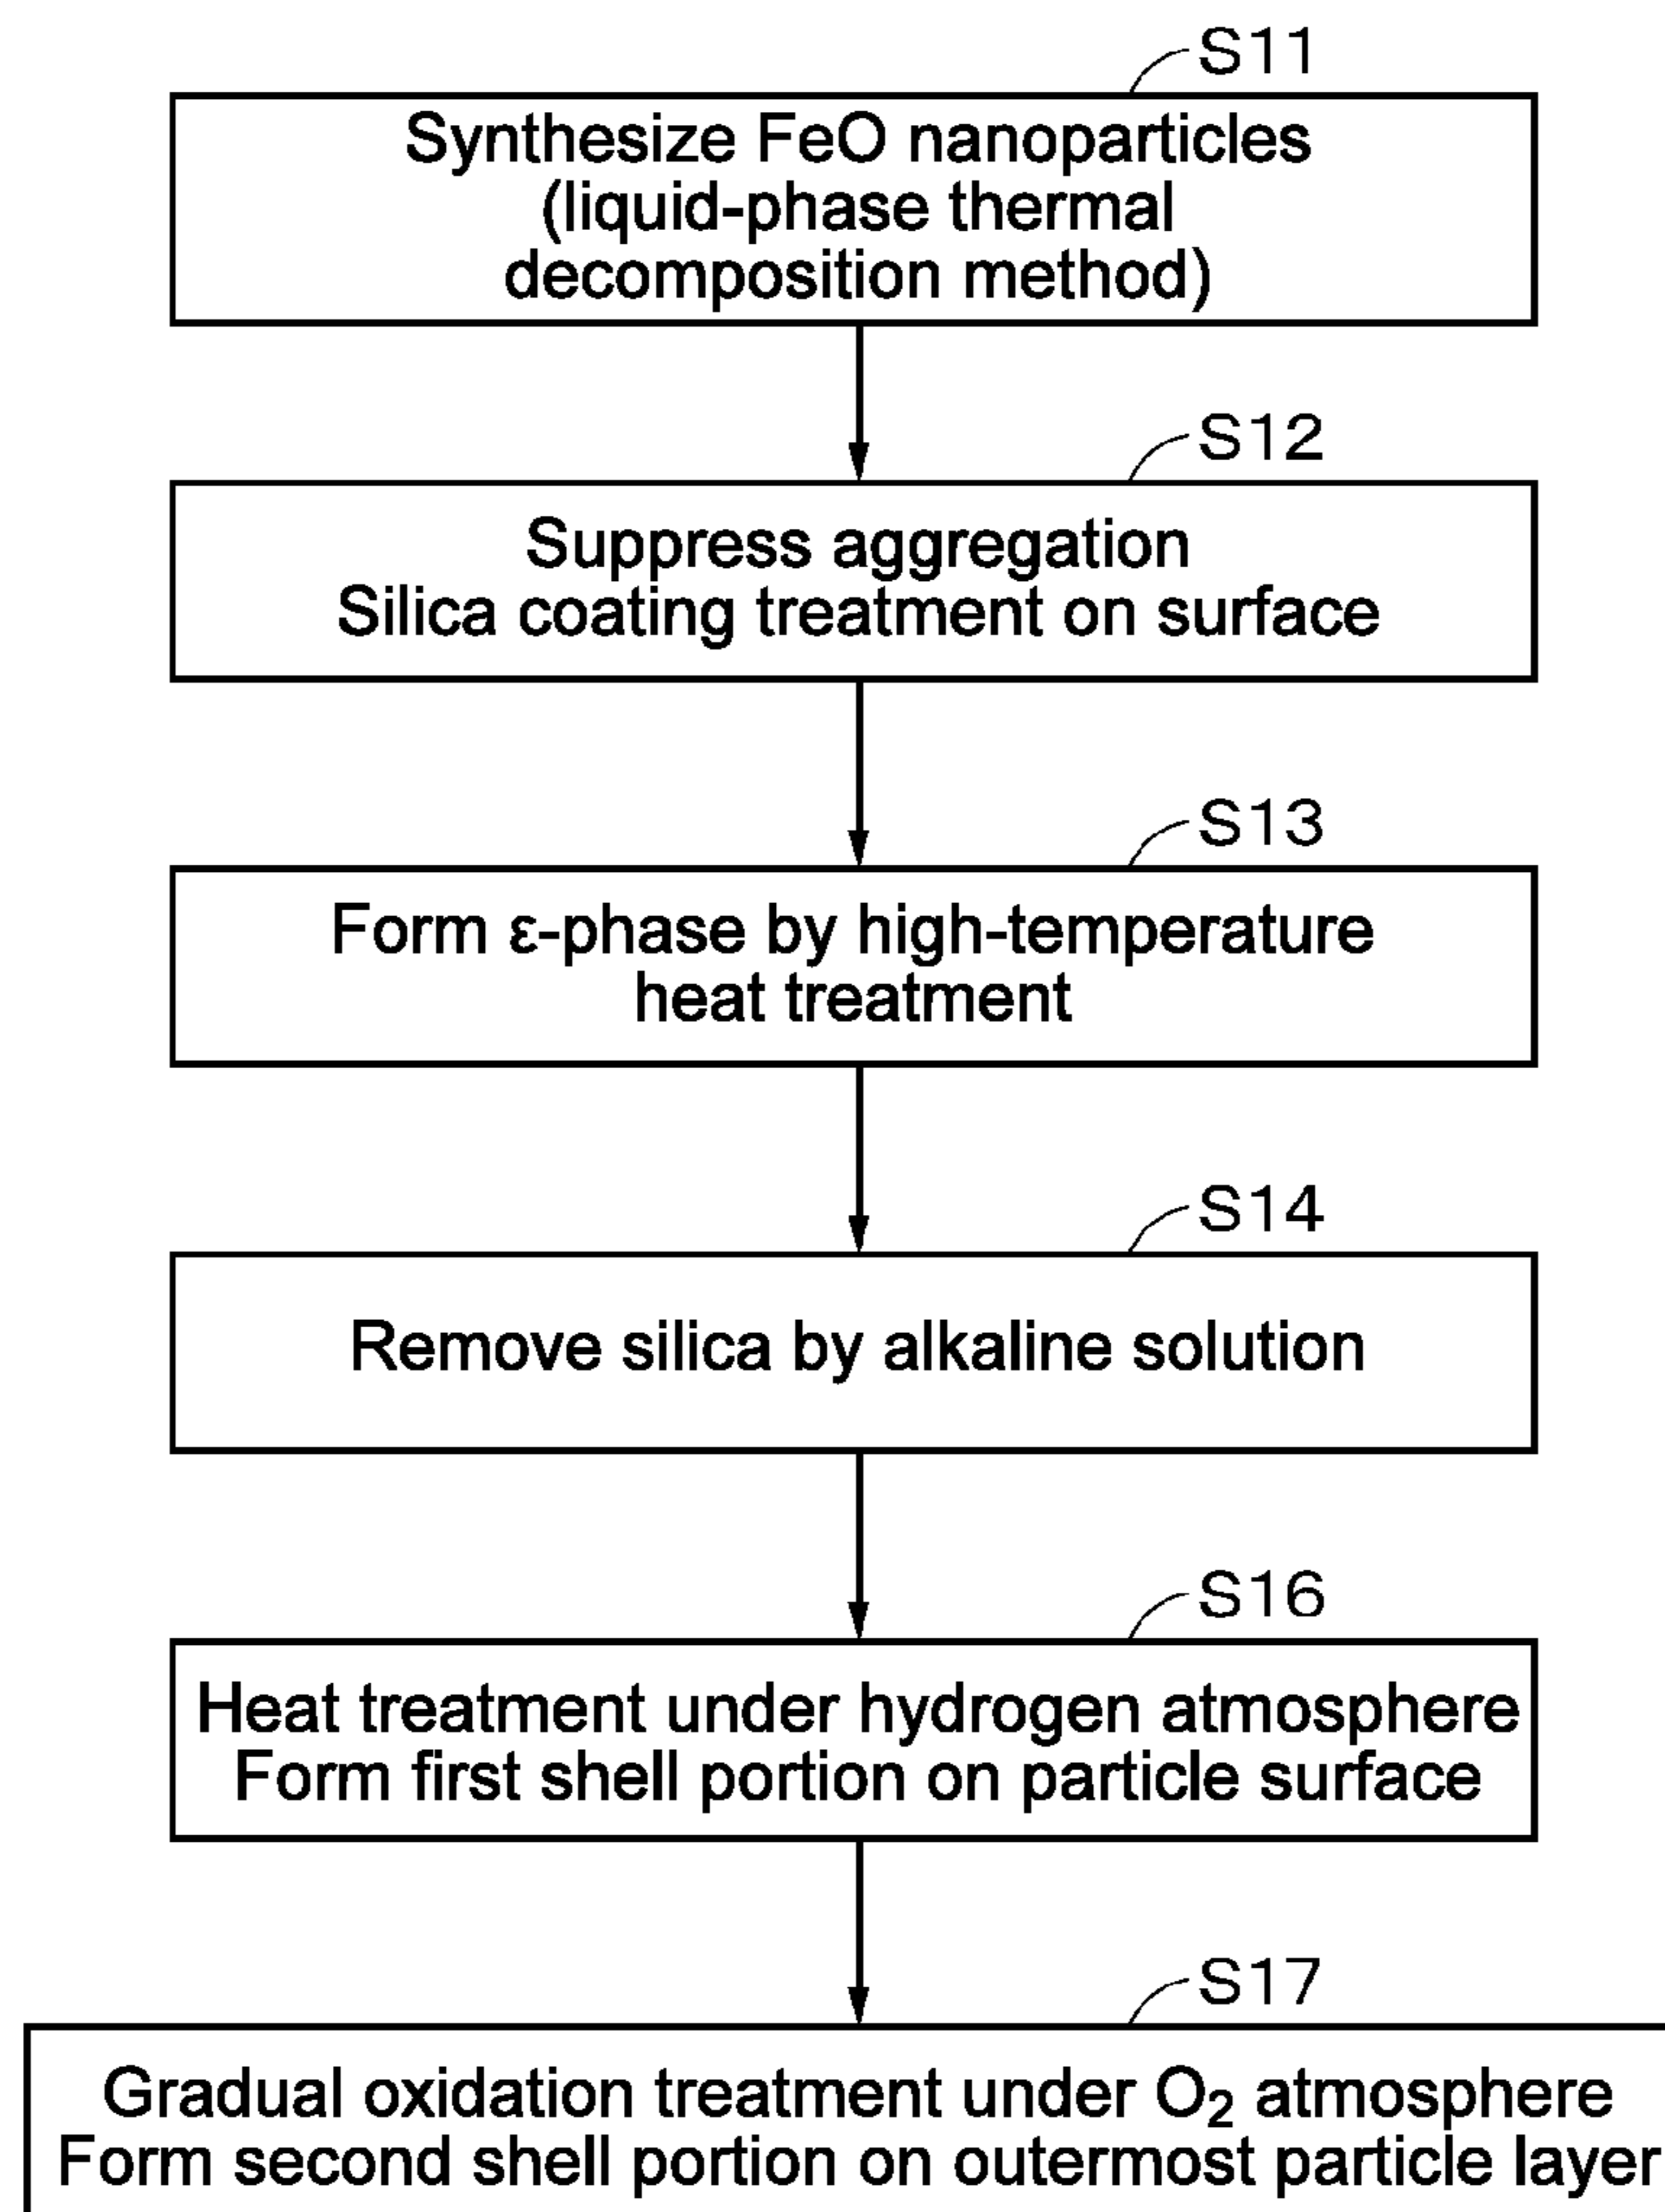 S11
Synthesize FeO nanoparticles
(liquid-phase thermal
decomposition method)
S12
Suppress aggregation
Silica coating treatment on surface
S13
Form ε-phase by high-temperature
heat treatment
S14
Remove silica by alkaline solution
S16
Heat treatment under hydrogen atmosphere
Form first shell portion on particle surface
S17
Gradual oxidation treatment under O₂ atmosphere
Form second shell portion on outermost particle layer